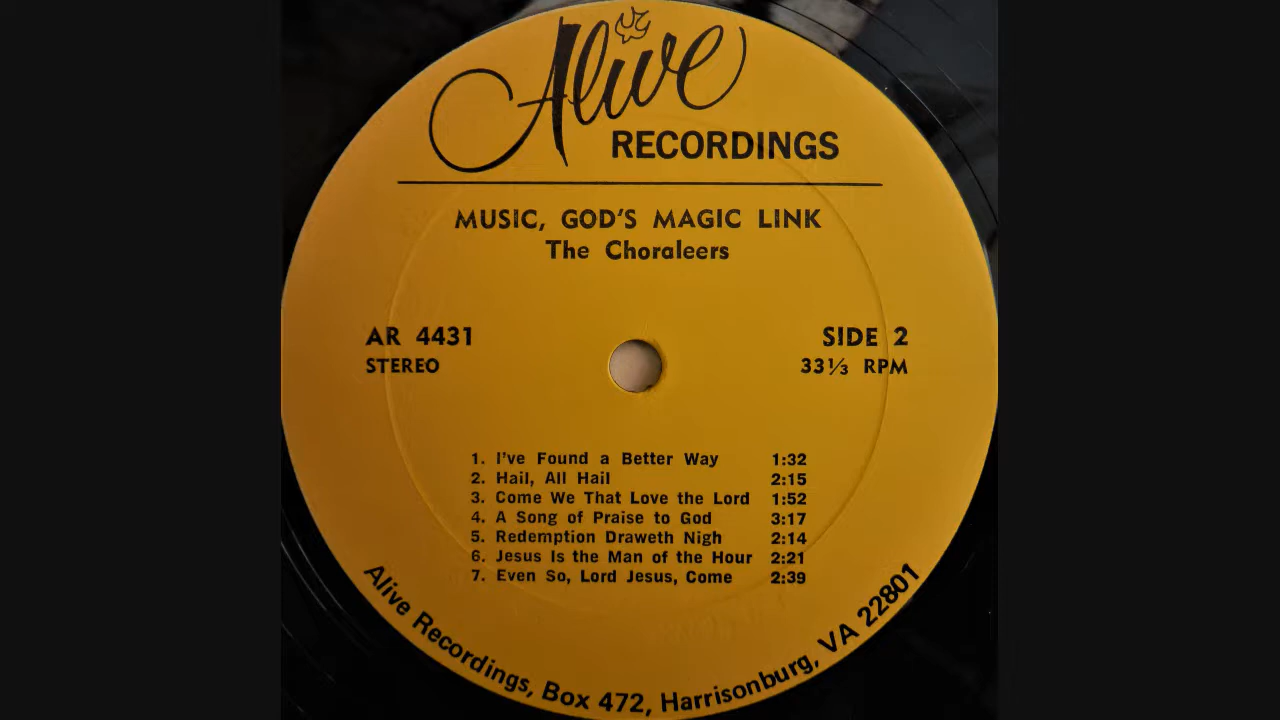 Alive
RECORDINGS
MUSIC, GOD'S MAGIC LINK
The Choraleers
AR 4431
STEREO
SIDE 2
33⅓ RPM
1. I've Found a Better Way 1:32
2. Hail, All Hail 2:15
3. Come We That Love the Lord 1:52
4. A Song of Praise to God 3:17
5. Redemption Draweth Nigh 2:14
6. Jesus Is the Man of the Hour 2:21
7. Even So, Lord Jesus, Come 2:39
Alive Recordings, Box 472, Harrisonburg, VA 22801